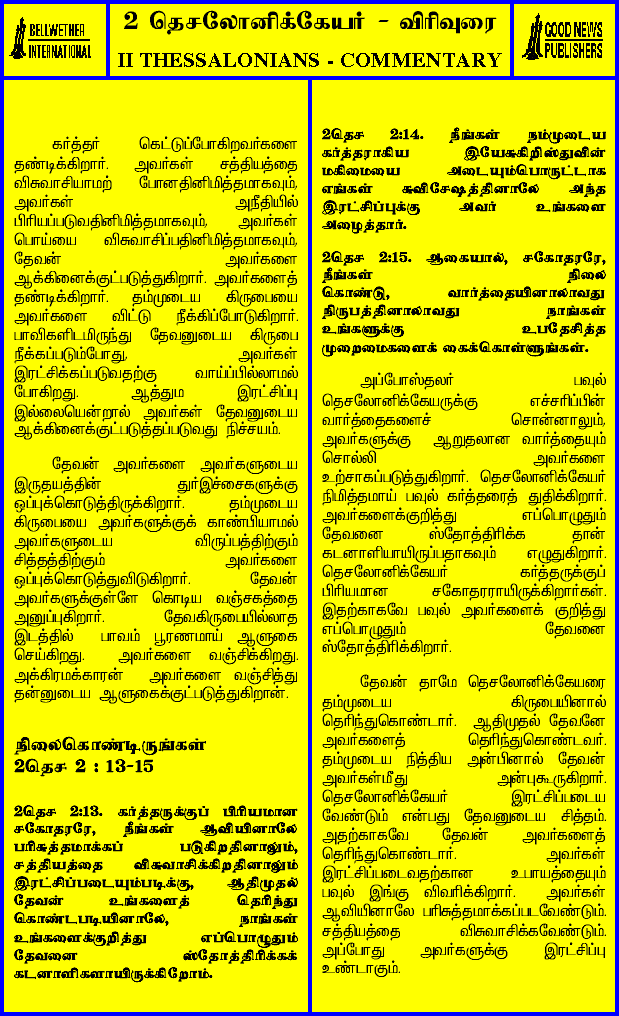 BELLWETHER
INTERNATIONAL
2 தெசலோனிக்கேயர் - விரிவுரை
II THESSALONIANS - COMMENTARY
GOOD NEWS
PUBLISHERS
கர்த்தர் கெட்டுப்போகிறவர்களை
தண்டிக்கிறார். அவர்கள் சத்தியத்தை
விசுவாசியாமற் போனதினிமித்தமாகவும்,
அவர்கள் அநீதியில்
பிரியப்படுவதினிமித்தமாகவும், அவர்கள்
பொய்யை விசுவாசிப்பதினிமித்தமாகவும்,
தேவன் அவர்களை
ஆக்கினைக்குட்படுத்துகிறார். அவர்களைத்
தண்டிக்கிறார். தம்முடைய கிருபையை
அவர்களை விட்டு நீக்கிப்போடுகிறார்.
பாவிகளிடமிருந்து தேவனுடைய கிருபை
நீக்கப்படும்போது, அவர்கள்
இரட்சிக்கப்படுவதற்கு வாய்ப்பில்லாமல்
போகிறது. ஆத்தும இரட்சிப்பு
இல்லையென்றால் அவர்கள் தேவனுடைய
ஆக்கினைக்குட்படுத்தப்படுவது நிச்சயம்.
தேவன் அவர்களை அவர்களுடைய
இருதயத்தின் துர்இச்சைகளுக்கு
ஒப்புக்கொடுத்திருக்கிறார். தம்முடைய
கிருபையை அவர்களுக்குக் காண்பியாமல்
அவர்களுடைய விருப்பத்திற்கும்
சித்தத்திற்கும் அவர்களை
ஒப்புக்கொடுத்துவிடுகிறார். தேவன்
அவர்களுக்குள்ளே கொடிய வஞ்சகத்தை
அனுப்புகிறார். தேவகிருபையில்லாத
இடத்தில் பாவம் பூரணமாய் ஆளுகை
செய்கிறது. அவர்களை வஞ்சிக்கிறது.
அக்கிரமக்காரன் அவர்களை வஞ்சித்து
தன்னுடைய ஆளுகைக்குட்படுத்துகிறான்.
நிலைகொண்டிருங்கள்
2தெச 2 : 13-15
2தெச 2:13. கர்த்தருக்குப் பிரியமான
சகோதரரே, நீங்கள் ஆவியினாலே
பரிசுத்தமாக்கப் படுகிறதினாலும்,
சத்தியத்தை விசுவாசிக்கிறதினாலும்
இரட்சிப்படையும்படிக்கு, ஆதிமுதல்
தேவன் உங்களைத் தெரிந்து
கொண்டபடியினாலே, நாங்கள்
உங்களைக்குறித்து எப்பொழுதும்
தேவனை ஸ்தோத்திரிக்கக்
கடனாளிகளாயிருக்கிறோம்.
2தெச 2:14. நீங்கள் நம்முடைய
கர்த்தராகிய இயேசுகிறிஸ்துவின்
மகிமையை அடையும்பொருட்டாக
எங்கள் சுவிசேஷத்தினாலே அந்த
இரட்சிப்புக்கு அவர் உங்களை
அழைத்தார்.
2தெச 2:15. ஆகையால், சகோதரரே,
நீங்கள் நிலை
கொண்டு, வார்த்தையினாலாவது
நிருபத்தினாலாவது நாங்கள்
உங்களுக்கு உபதேசித்த
முறைமைகளைக் கைக்கொள்ளுங்கள்.
அப்போஸ்தலர் பவுல்
தெசலோனிக்கேயருக்கு எச்சரிப்பின்
வார்த்தைகளைச் சொன்னாலும்,
அவர்களுக்கு ஆறுதலான வார்த்தையும்
சொல்லி அவர்களை
உற்சாகப்படுத்துகிறார். தெசலோனிக்கேயர்
நிமித்தமாய் பவுல் கர்த்தரைத் துதிக்கிறார்.
அவர்களைக்குறித்து எப்பொழுதும்
தேவனை ஸ்தோத்திரிக்க தான்
கடனாளியாயிருப்பதாகவும் எழுதுகிறார்.
தெசலோனிக்கேயர் கர்த்தருக்குப்
பிரியமான சகோதரராயிருக்கிறார்கள்.
இதற்காகவே பவுல் அவர்களைக் குறித்து
எப்பொழுதும் தேவனை
ஸ்தோத்திரிக்கிறார்.
தேவன் தாமே தெசலோனிக்கேயரை
தம்முடைய கிருபையினால்
தெரிந்துகொண்டார். ஆதிமுதல் தேவனே
அவர்களைத் தெரிந்துகொண்டவர்.
தம்முடைய நித்திய அன்பினால் தேவன்
அவர்கள்மீது அன்புகூருகிறார்.
தெசலோனிக்கேயர் இரட்சிப்படைய
வேண்டும் என்பது தேவனுடைய சித்தம்.
அதற்காகவே தேவன் அவர்களைத்
தெரிந்துகொண்டார். அவர்கள்
இரட்சிப்படைவதற்கான உபாயத்தையும்
பவுல் இங்கு விவரிக்கிறார். அவர்கள்
ஆவியினாலே பரிசுத்தமாக்கப்படவேண்டும்.
சத்தியத்தை விசுவாசிக்கவேண்டும்.
அப்போது அவர்களுக்கு இரட்சிப்பு
உண்டாகும்.